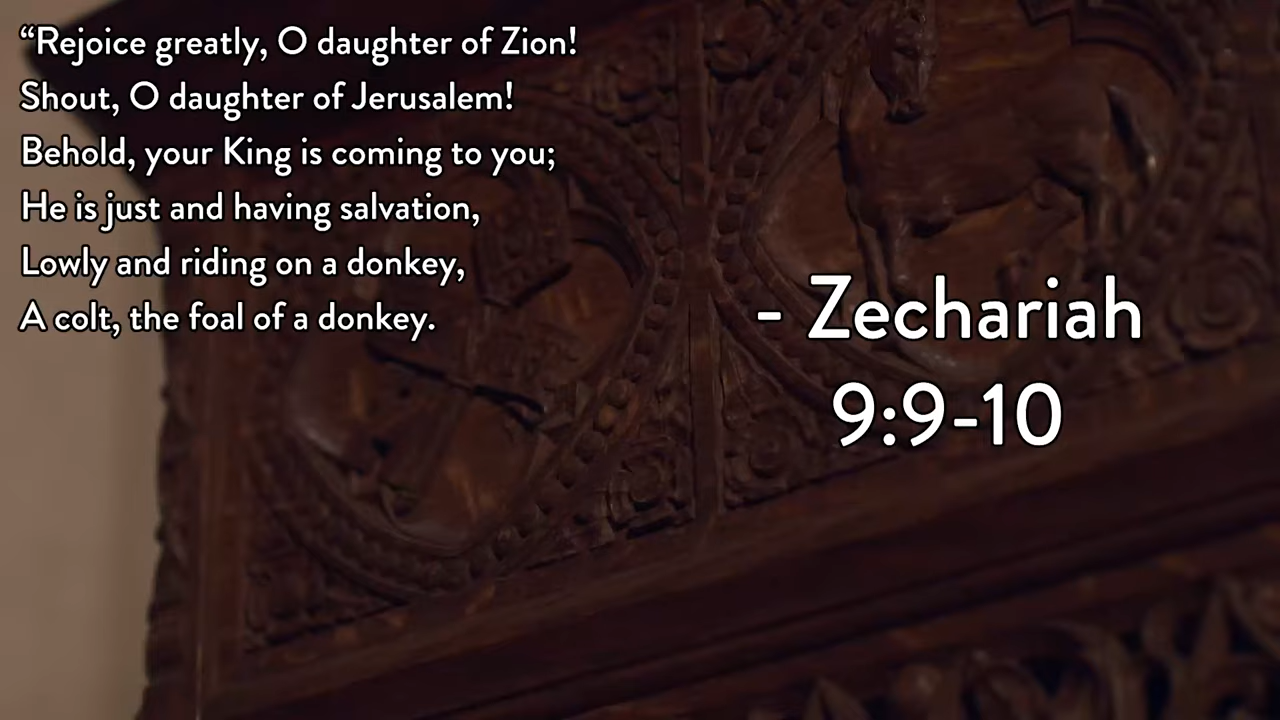 “Rejoice greatly, O daughter of Zion!
Shout, O daughter of Jerusalem!
Behold, your King is coming to you;
He is just and having salvation,
Lowly and riding on a donkey,
A colt, the foal of a donkey.
- Zechariah
9:9-10